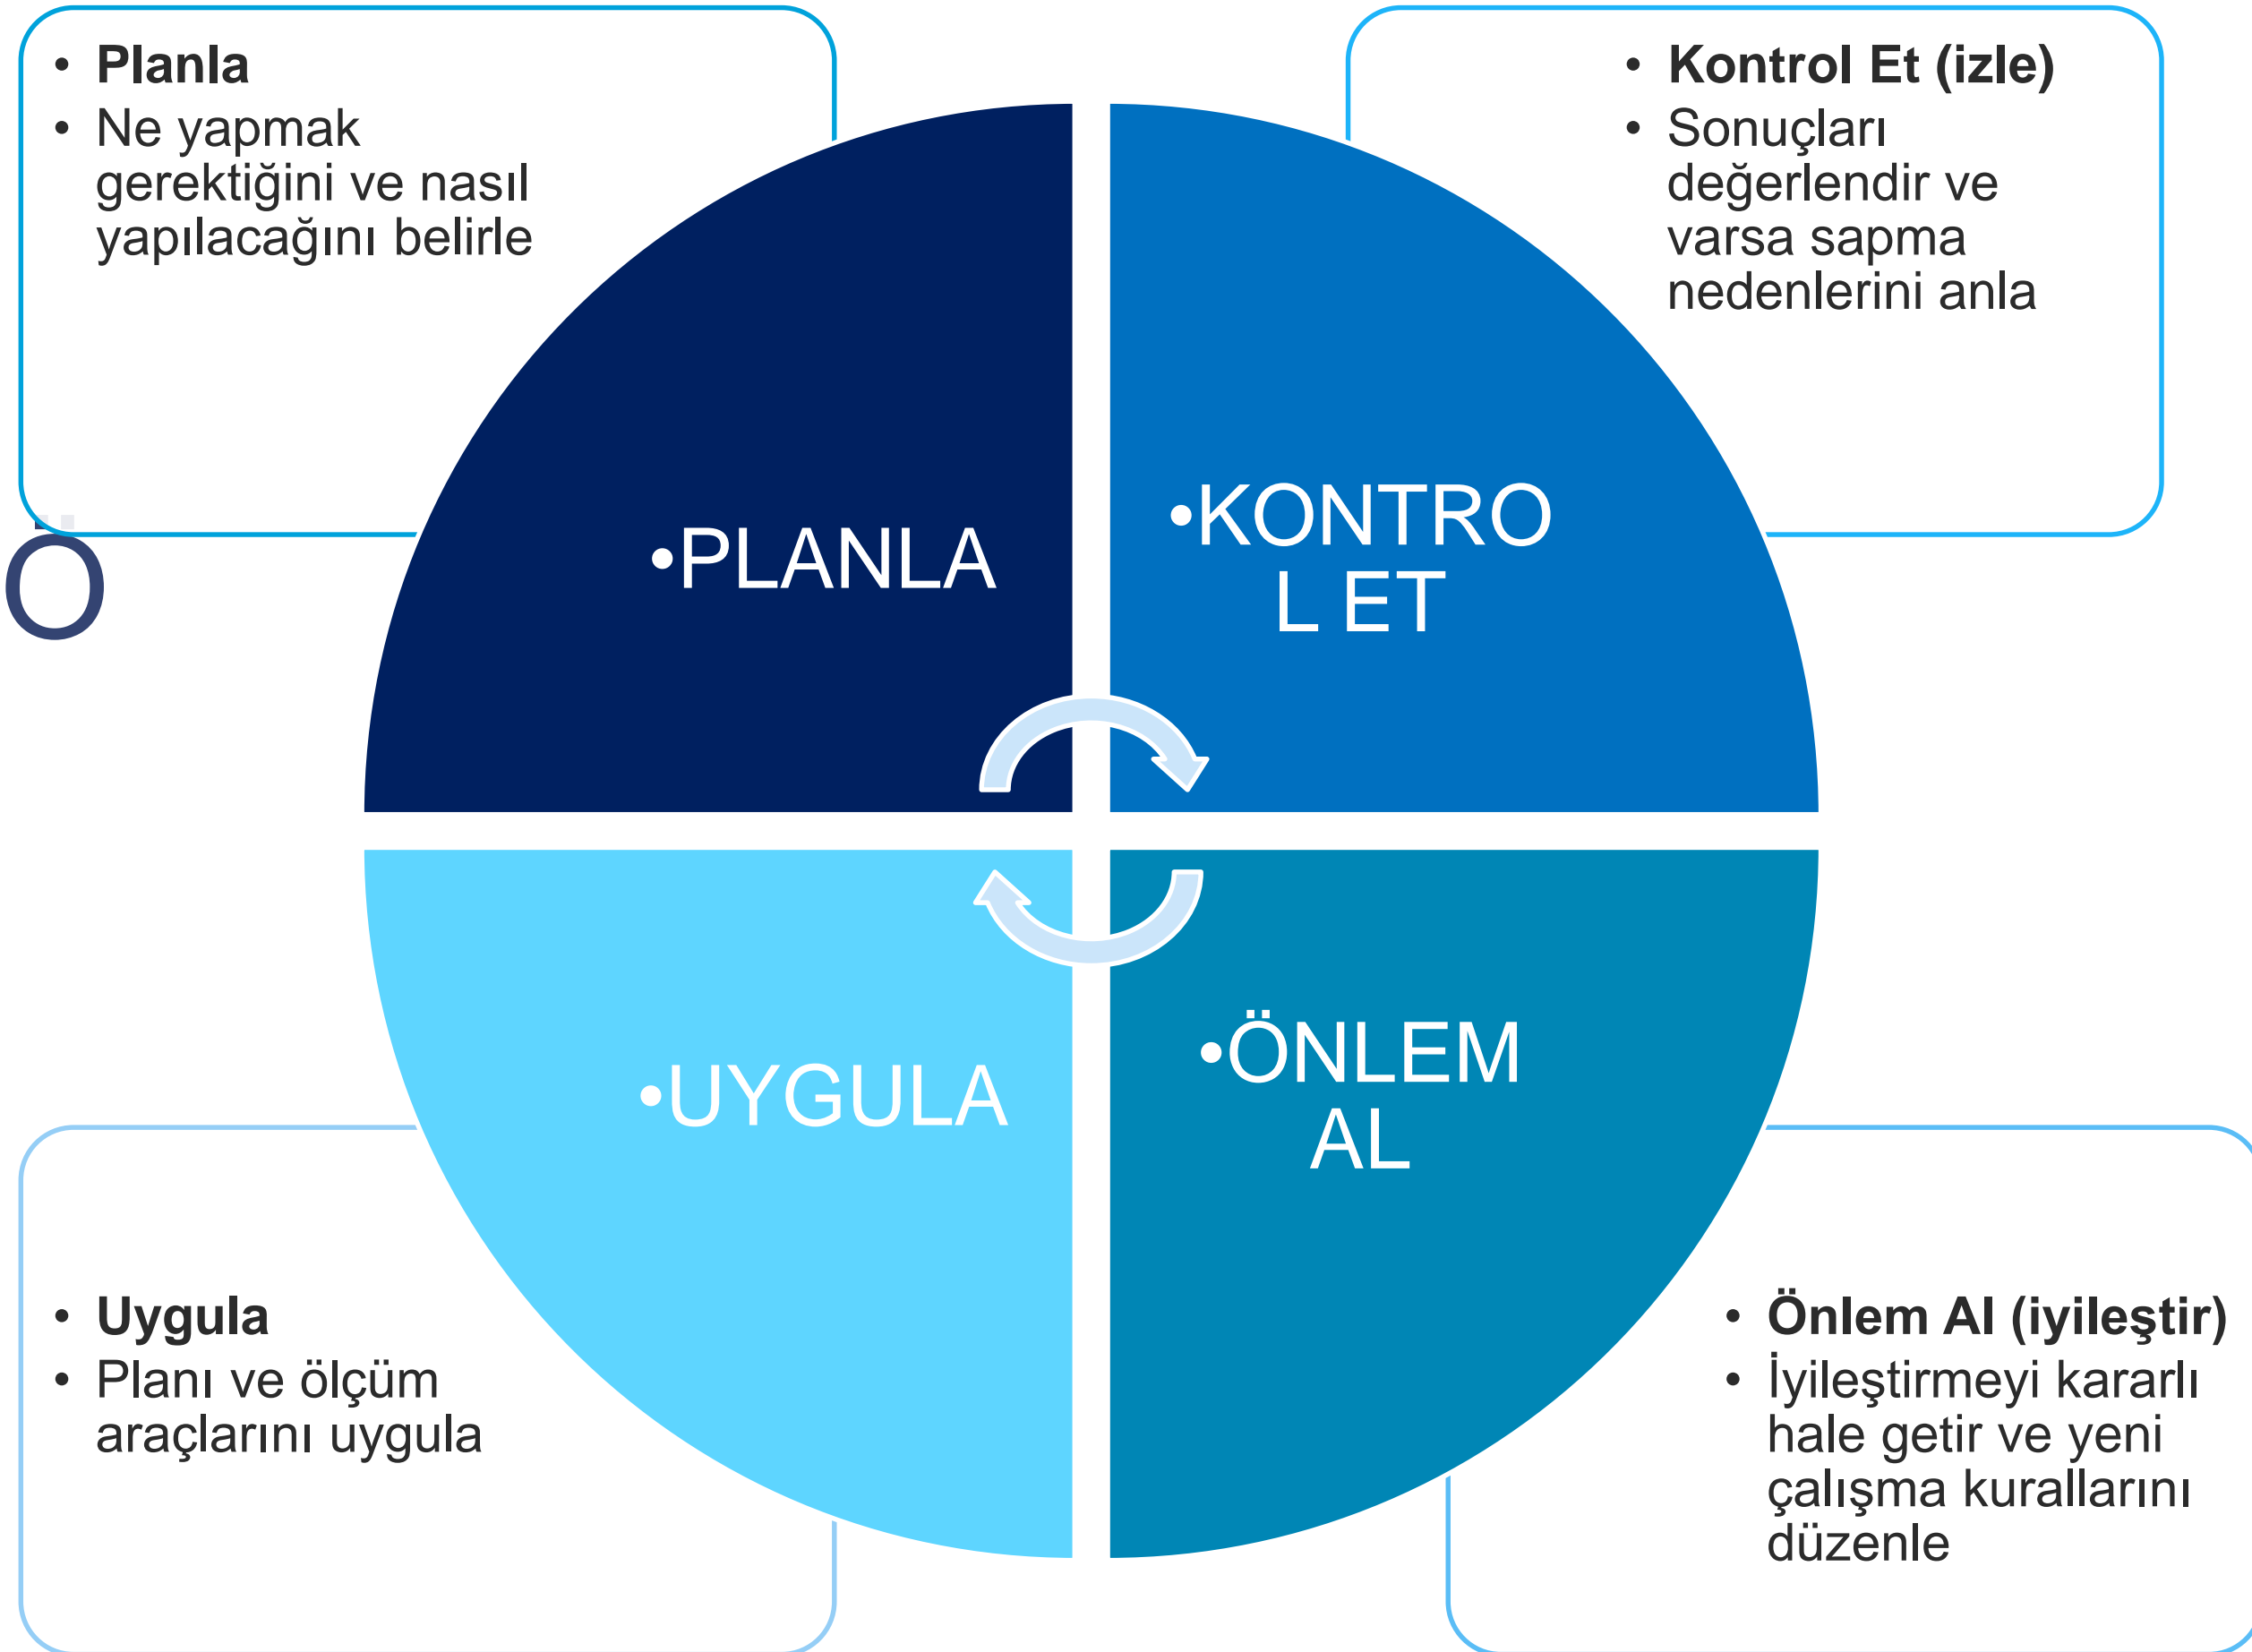 • Planla
• Ne yapmak
gerektiğini ve nasıl
yapılacağını belirle
• Kontrol Et (izle)
• Sonuçları
değerlendir ve
varsa sapma
nedenlerini anla
Ö
•PLANLA
•KONTRO
L ET
•UYGULA
•ÖNLEM
AL
• Uygula
• Planı ve ölçüm
araçlarını uygula
• Önlem Al (iyileştir)
• İyileştirmeyi kararlı
hale getir ve yeni
çalışma kurallarını
düzenle